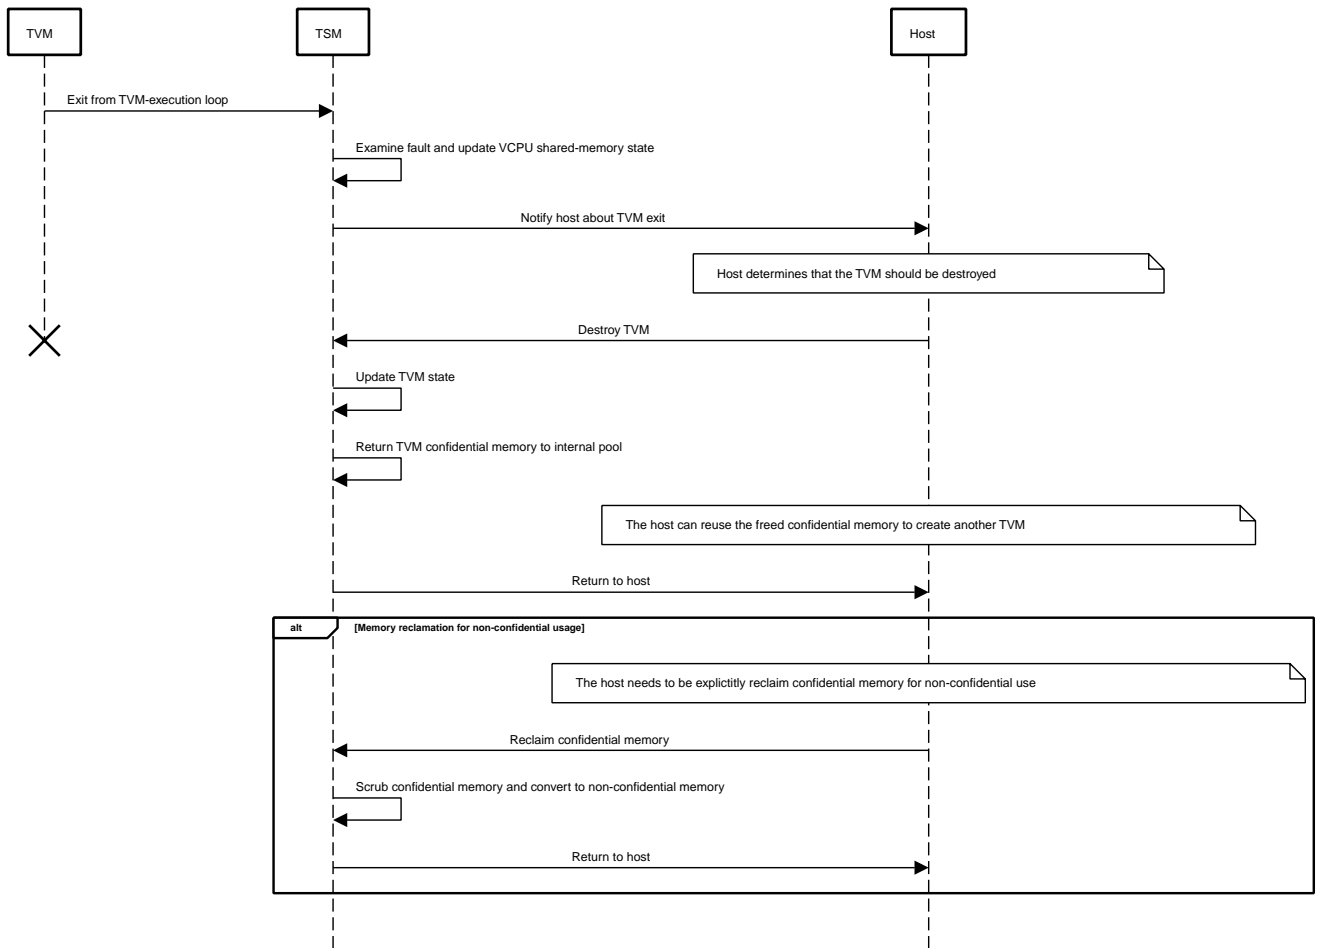 TVM
TSM
Host
Exit from TVM-execution loop
Examine fault and update VCPU shared-memory state
Notify host about TVM exit
Host determines that the TVM should be destroyed
Destroy TVM
Update TVM state
Return TVM confidential memory to internal pool
The host can reuse the freed confidential memory to create another TVM
Return to host
alt
[Memory reclamation for non-confidential usage]
The host needs to be explictitly reclaim confidential memory for non-confidential use
Reclaim confidential memory
Scrub confidential memory and convert to non-confidential memory
Return to host